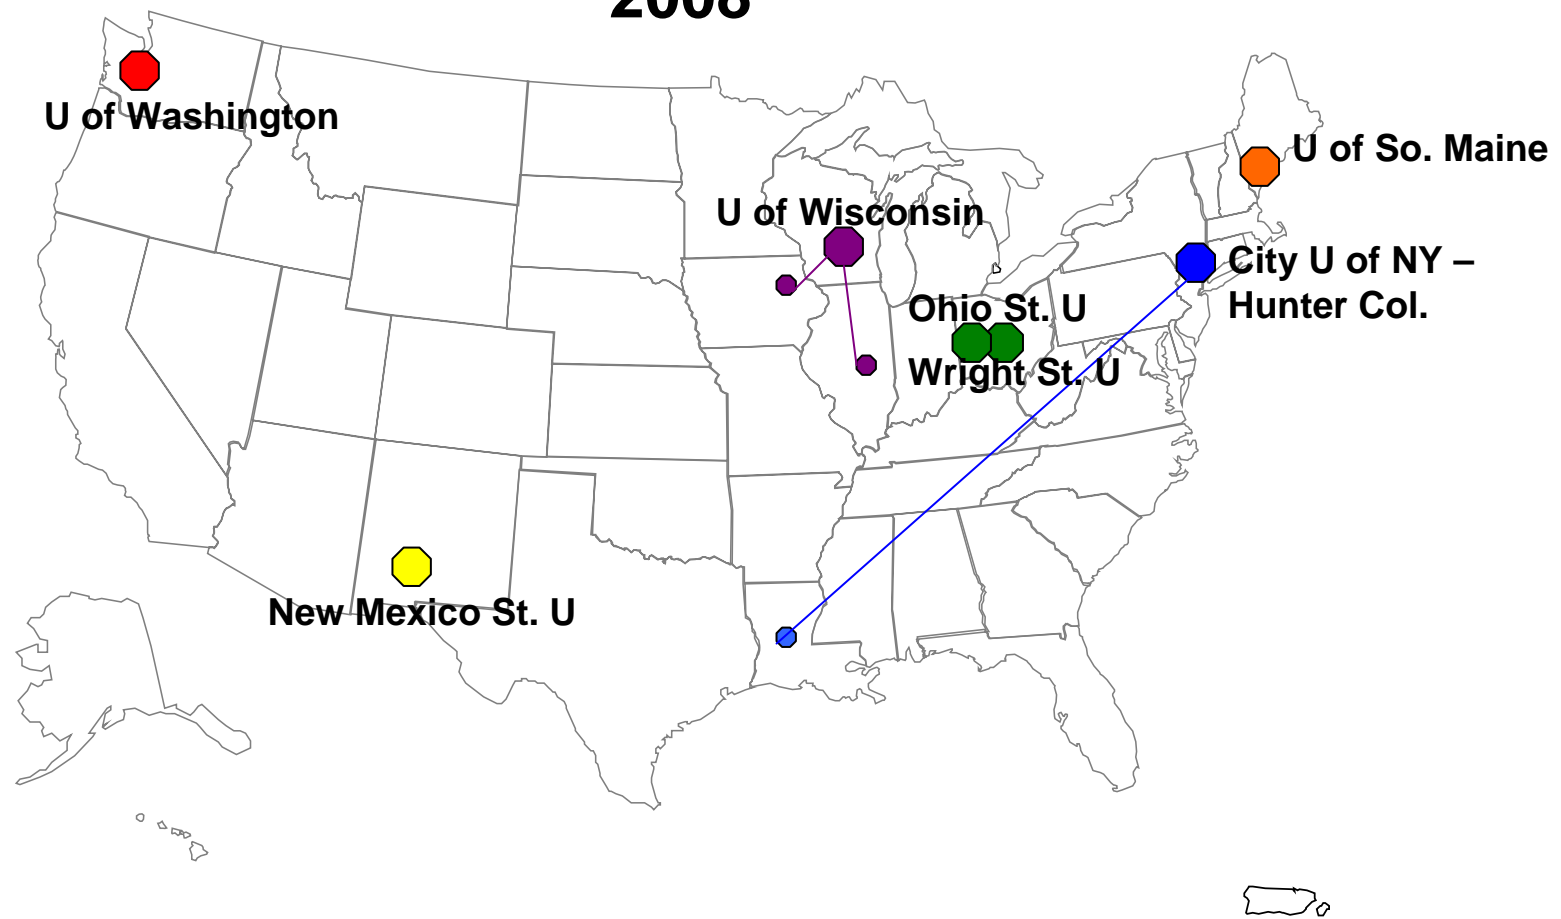 2008
U of Washington
U of So. Maine
U of Wisconsin
City U of NY –
Hunter Col.
Ohio St. U
Wright St. U
New Mexico St. U